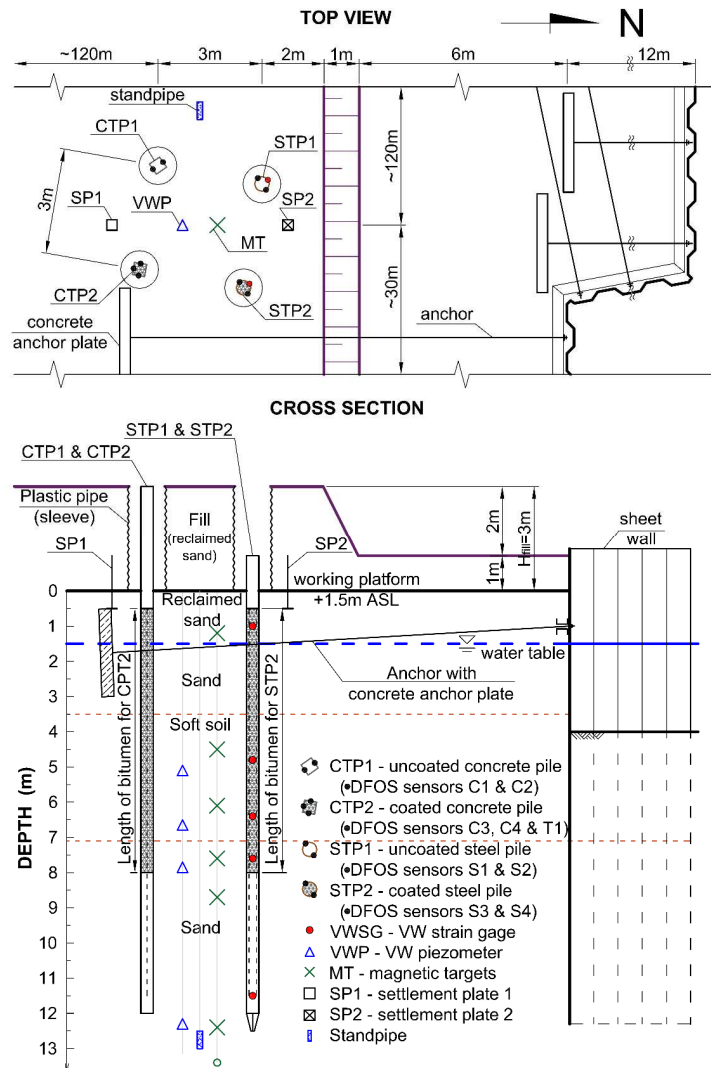 TOP VIEW
N
~120m
3m
2m
1m
6m
12m
standpipe
CTP1
STP1
~120m
3m
SP1
VWP
SP2
MT
CTP2
STP2
~30m
concrete
anchor plate
anchor
CROSS SECTION
STP1 & STP2
CTP1 & CTP2
Plastic pipe
(sleeve)
Fill
(reclaimed
sand)
2m
Hfill=3m
1m
sheet
wall
SP1
SP2
working platform
+1.5m ASL
0
Reclaimed
sand
1
water table
2
Sand
Anchor with
concrete anchor plate
3
Soft soil
4
5
6
7
8
9
10
11
12
13
DEPTH (m)
Length of bitumen for CPT2
Length of bitumen for STP2
Sand
CTP1 - uncoated concrete pile
(•DFOS sensors C1 & C2)
CTP2 - coated concrete pile
(•DFOS sensors C3, C4 & T1)
STP1 - uncoated steel pile
(•DFOS sensors S1 & S2)
STP2 - coated steel pile
(•DFOS sensors S3 & S4)
VWSG - VW strain gage
VWP - VW piezometer
MT - magnetic targets
SP1 - settlement plate 1
SP2 - settlement plate 2
Standpipe